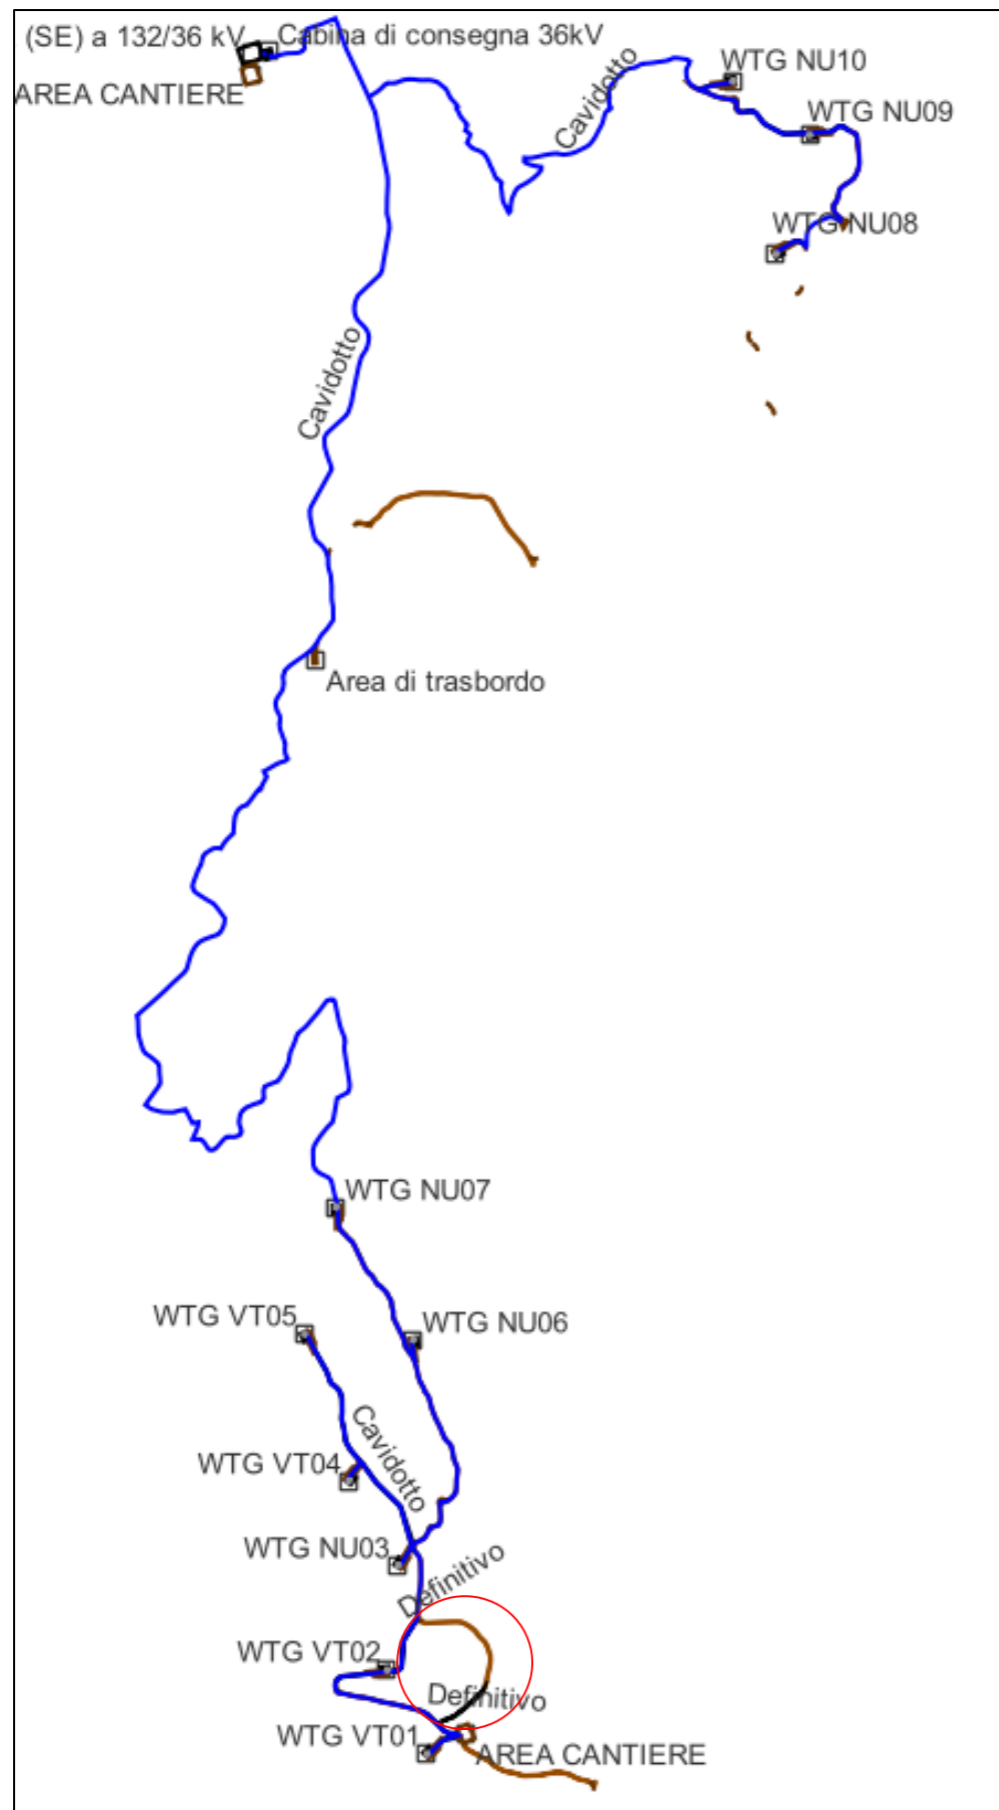 (SE) a 132/36 kV
Cabina di consegna 36kV
AREA CANTIERE
Cavidotto
WTG NU10
WTG NU09
WTG NU08
Cavidotto
Area di trasbordo
WTG NU07
WTG VT05
WTG NU06
Cavidotto
WTG VT04
WTG NU03
Definitivo
WTG VT02
Definitivo
WTG VT01
AREA CANTIERE